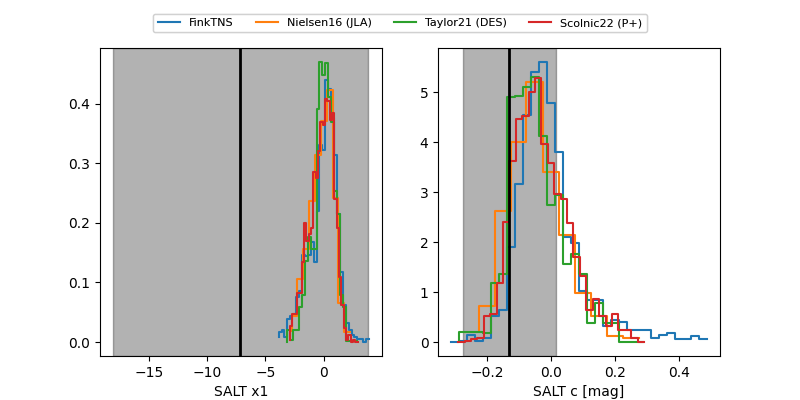 FinkTNS Nielsen16 (JLA) Taylor21 (DES) Scolnic22 (P+)
0.4
0.3
0.2
0.1
0.0
−15 −10 −5 0
SALT x1
5
4
3
2
1
0
−0.2 0.0 0.2 0.4
SALT c [mag]